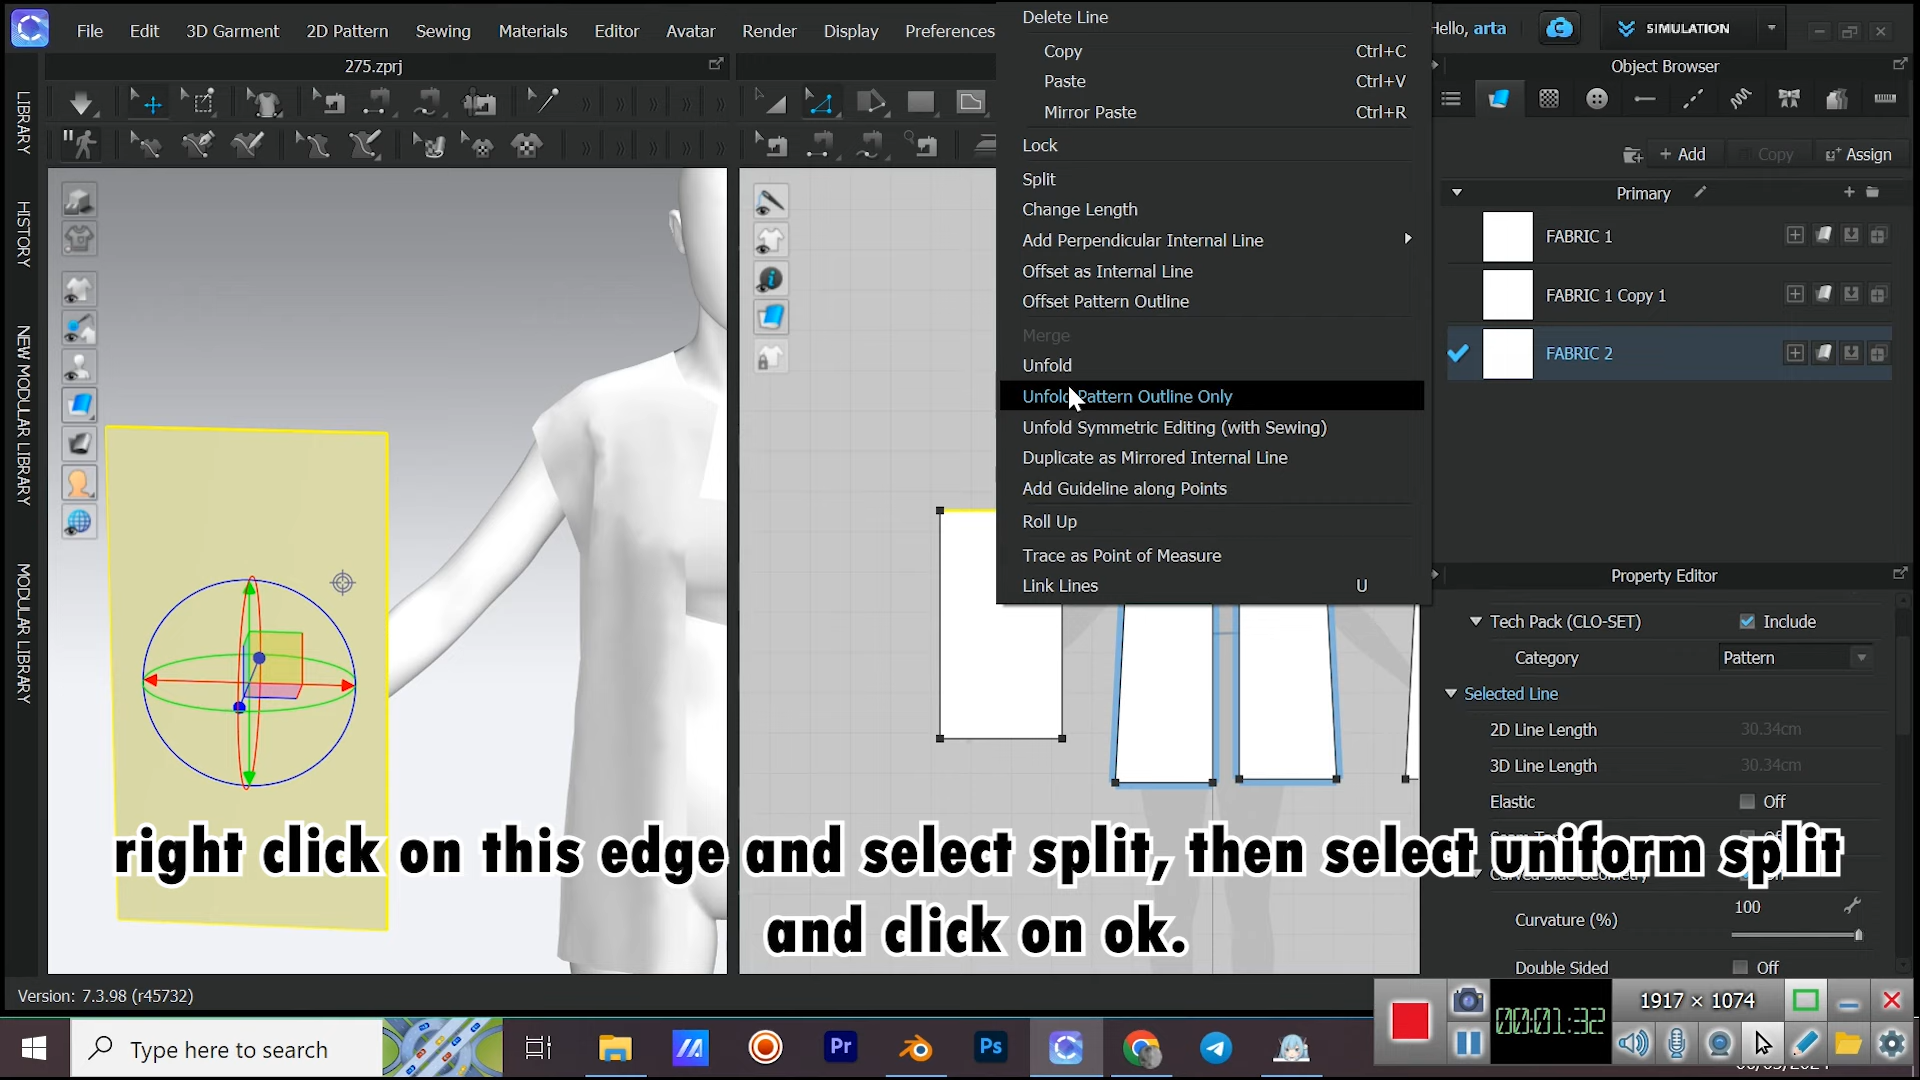 File Edit 3D Garment 2D Pattern Sewing Materials Editor Avatar Render Display Preferences
arta
SIMULATION
275.zprj
Object Browser
LIBRARY
HISTORY
NEW MODULAR LIBRARY
MODULAR LIBRARY
Delete Line
Copy Ctrl+C
Paste Ctrl+V
Mirror Paste Ctrl+R
Lock
Split
Change Length
Add Perpendicular Internal Line
Offset as Internal Line
Offset Pattern Outline
Merge
Unfold
Unfold Pattern Outline Only
Unfold Symmetric Editing (with Sewing)
Duplicate as Mirrored Internal Line
Add Guideline along Points
Roll Up
Trace as Point of Measure
Link Lines U
+ Add Copy Assign
Primary
FABRIC 1
FABRIC 1 Copy 1
FABRIC 2
Property Editor
Tech Pack (CLO-SET) Include
Category Pattern
Selected Line
2D Line Length 30.34cm
3D Line Length 30.34cm
Elastic Off
Curvature (%) 100
Double Sided Off
right click on this edge and select split, then select uniform split
and click on ok.
Version: 7.3.98 (r45732)
00:01:32
1917 × 1074
Type here to search
Pr
Ps